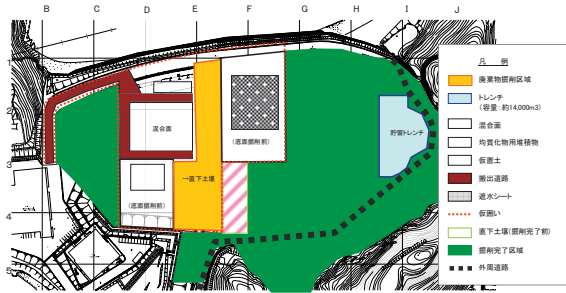 B C D E F G H I J
1
2
3
4
5
混合面
(底面掘削前)
→直下土壌
(底面掘削前)
貯留トレンチ
凡 例
廃棄物掘削区域
トレンチ
(容量：約14,000m3)
混合面
均質化物用堆積物
仮置土
搬出道路
遮水シート
仮囲い
直下土壌(掘削完了前)
掘削完了区域
外周道路